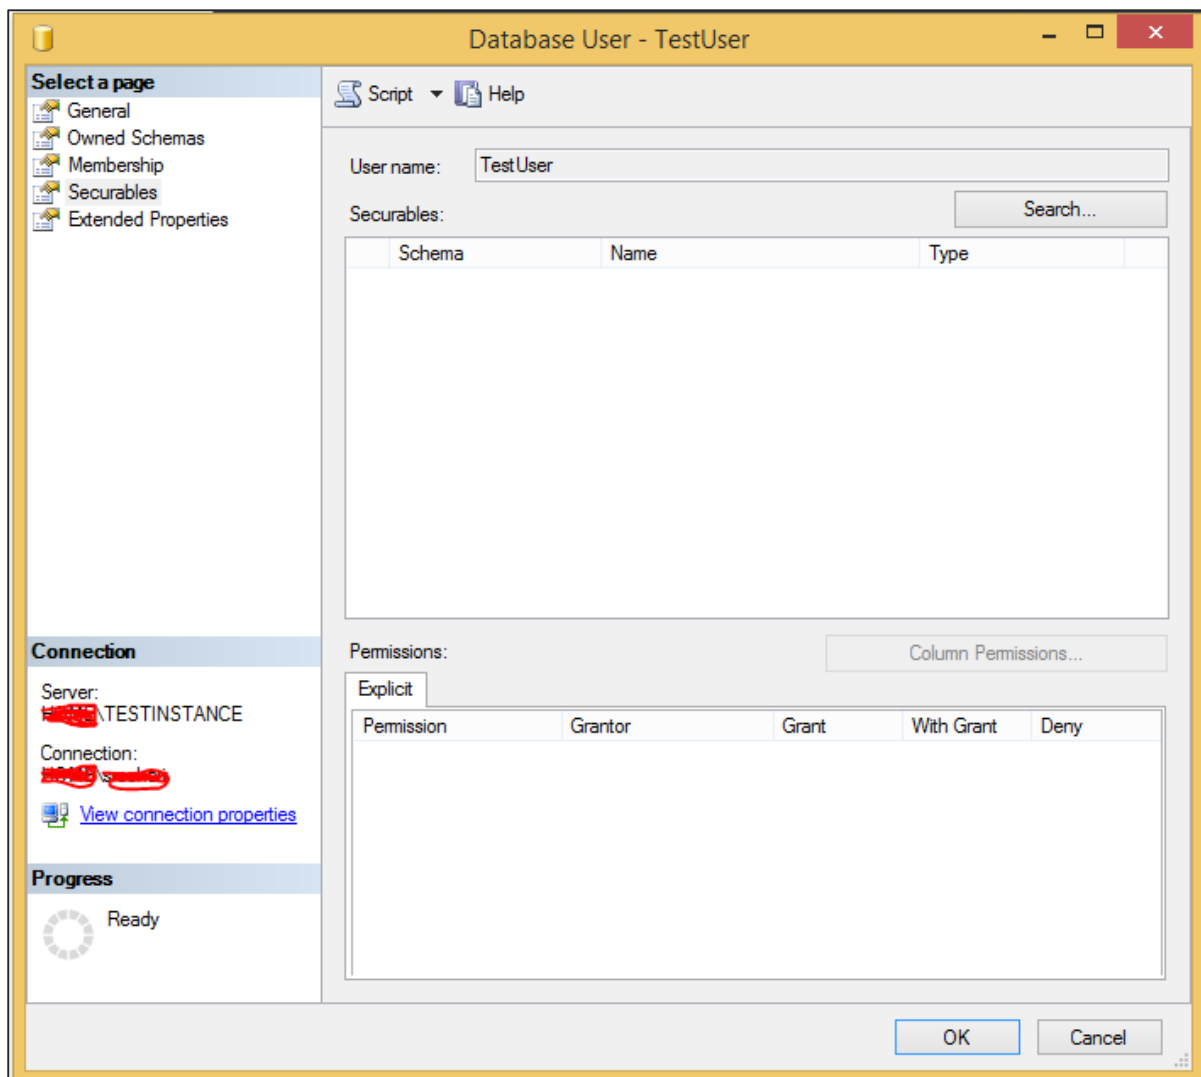 Database User - TestUser
Select a page
General
Owned Schemas
Membership
Securables
Extended Properties
Script
Help
User name:
TestUser
Securables:
Search...
Schema Name Type
Connection
Server:
\TESTINSTANCE
Connection:
View connection properties
Progress
Ready
Permissions:
Column Permissions...
Explicit
Permission Grantor Grant With Grant Deny
OK
Cancel